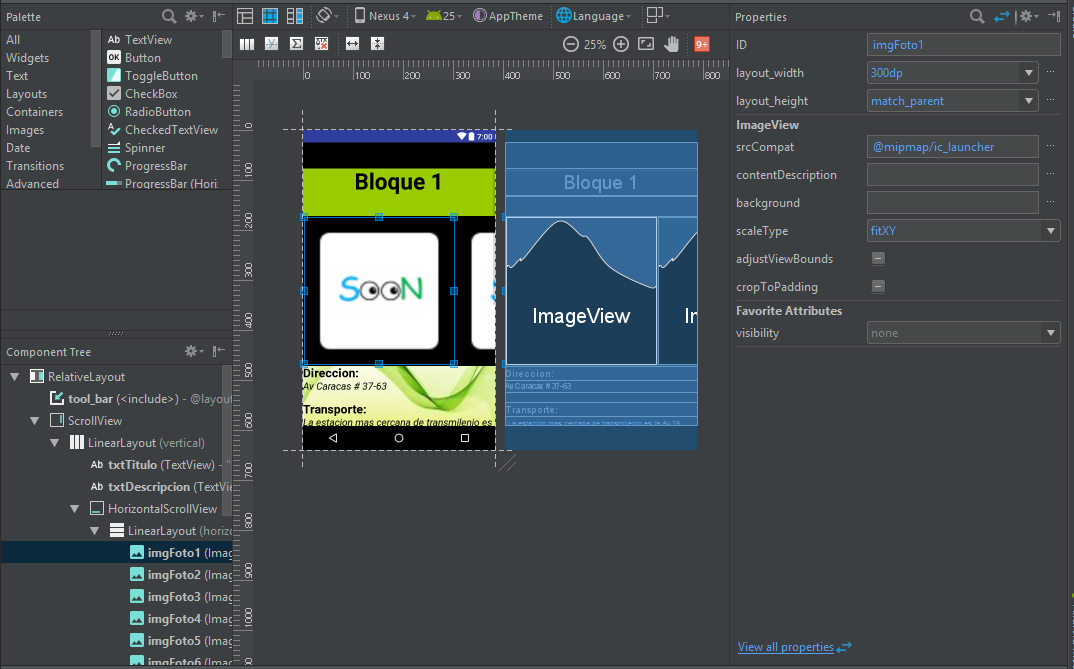 Palette
Nexus 4
25
AppTheme
Language
Properties
All
Widgets
Text
Layouts
Containers
Images
Date
Transitions
Advanced
Ab TextView
OK Button
ToggleButton
CheckBox
RadioButton
CheckedTextView
Spinner
ProgressBar
ProgressBar (Hori
25%
9+
0 100 200 300 400 500 600 700 800
0
100
200
300
400
500
600
700
800
900
1000
7:00
Bloque 1
SOON
Direccion:
Av Caracas # 37-63
Transporte:
La estacion mas cercana de transmilenio es
Bloque 1
ImageView
Direccion:
Av Caracas # 37-63
Transporte:
La estacion mas cercana de transmilenio es la Av 39
Component Tree
RelativeLayout
tool_bar (<include>) - @layou
ScrollView
LinearLayout (vertical)
Ab txtTitulo (TextView) - "
Ab txtDescripcion (TextVi
HorizontalScrollView
LinearLayout (horiz
imgFoto1 (Imag
imgFoto2 (Imag
imgFoto3 (Imag
imgFoto4 (Imag
imgFoto5 (Imag
imgFoto6 (Imag
ID
imgFoto1
layout_width
300dp
layout_height
match_parent
ImageView
srcCompat
@mipmap/ic_launcher
contentDescription
background
scaleType
fitXY
adjustViewBounds
cropToPadding
Favorite Attributes
visibility
none
View all properties